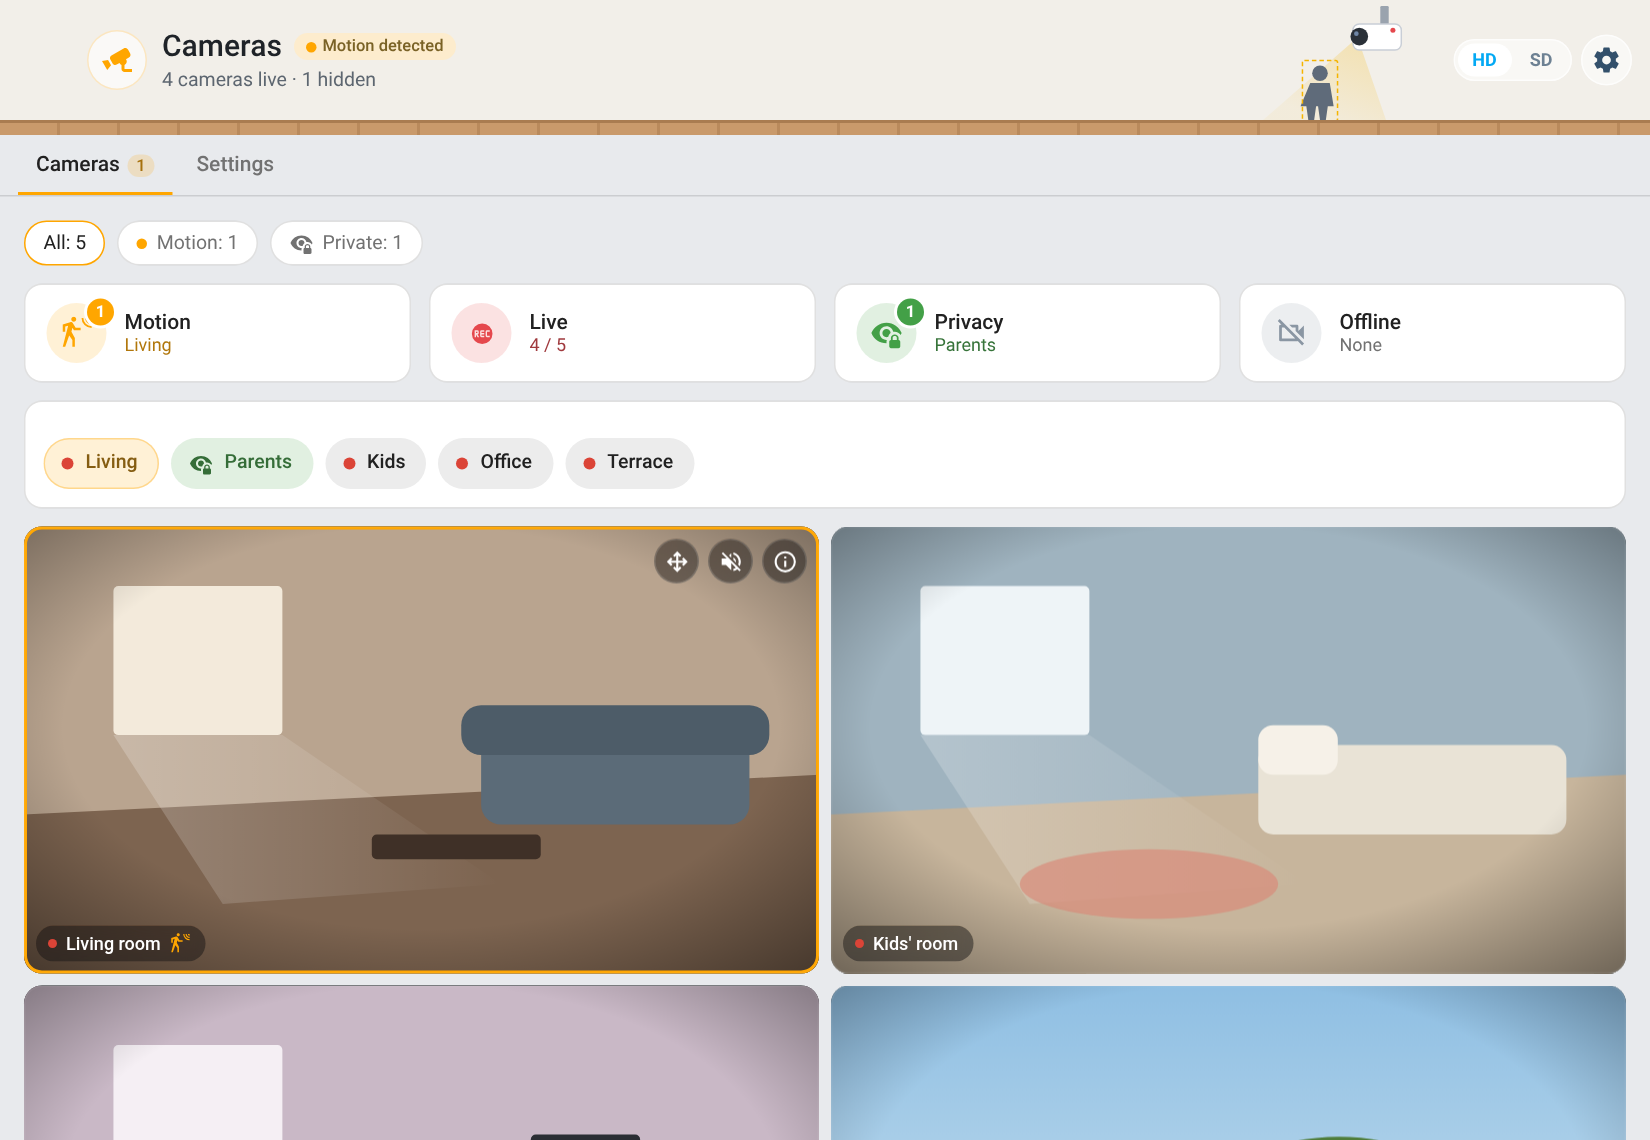 Cameras
Motion detected
4 cameras live · 1 hidden
HD
SD
Cameras 1
Settings
All: 5
Motion: 1
Private: 1
1
Motion
Living
REC
Live
4 / 5
1
Privacy
Parents
Offline
None
Living
Parents
Kids
Office
Terrace
Living room
Kids' room